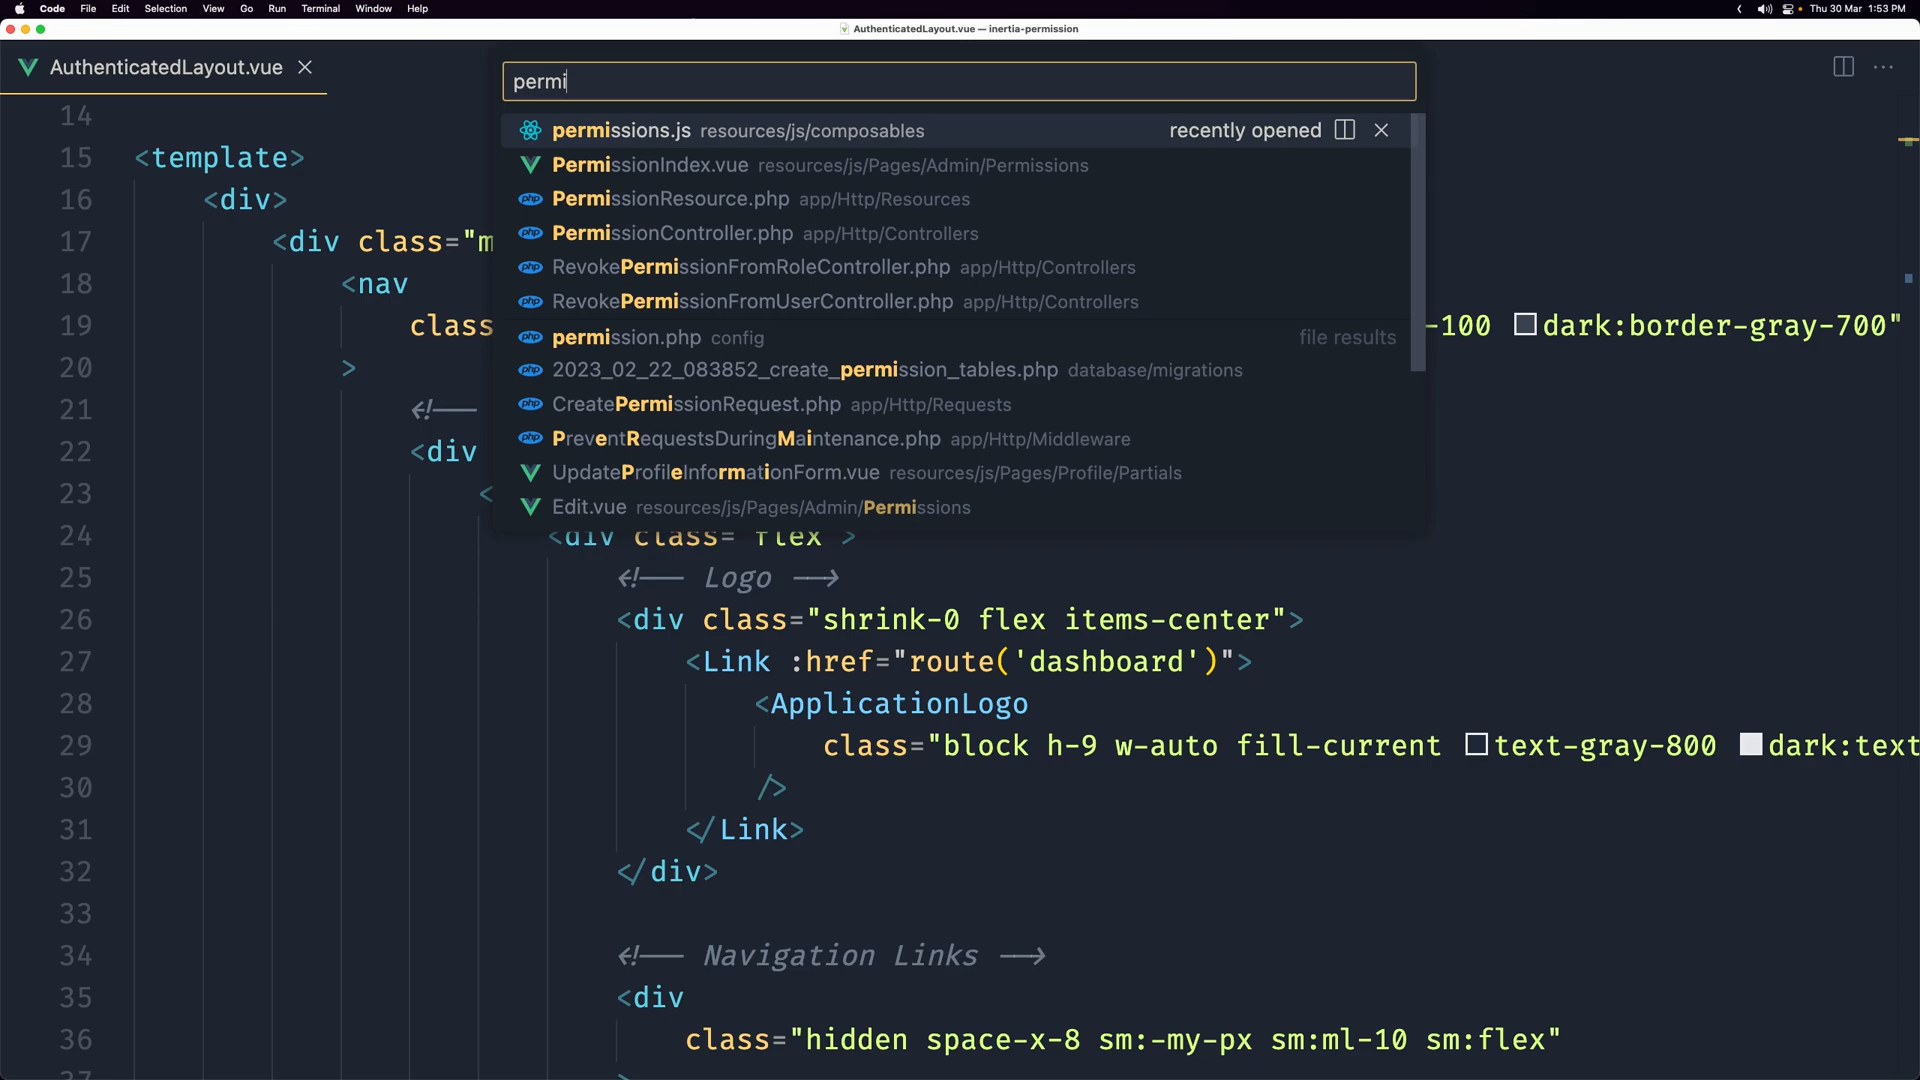 Code File Edit Selection View Go Run Terminal Window Help Thu 30 Mar 1:53 PM
AuthenticatedLayout.vue — inertia-permission
AuthenticatedLayout.vue
permi
permissions.js resources/js/composables recently opened
PermissionIndex.vue resources/js/Pages/Admin/Permissions
PermissionResource.php app/Http/Resources
PermissionController.php app/Http/Controllers
RevokePermissionFromRoleController.php app/Http/Controllers
RevokePermissionFromUserController.php app/Http/Controllers
permission.php config file results
2023_02_22_083852_create_permission_tables.php database/migrations
CreatePermissionRequest.php app/Http/Requests
PreventRequestsDuringMaintenance.php app/Http/Middleware
UpdateProfileInformationForm.vue resources/js/Pages/Profile/Partials
Edit.vue resources/js/Pages/Admin/Permissions
14
15 <template>
16 <div>
17 <div class="m
18 <nav
19 class -100 dark:border-gray-700"
20 >
21 <!--
22 <div
23 <
24 <div class="flex">
25 <!-- Logo -->
26 <div class="shrink-0 flex items-center">
27 <Link :href="route('dashboard')">
28 <ApplicationLogo
29 class="block h-9 w-auto fill-current text-gray-800 dark:text
30 />
31 </Link>
32 </div>
33
34 <!-- Navigation Links -->
35 <div
36 class="hidden space-x-8 sm:-my-px sm:ml-10 sm:flex"
37 >